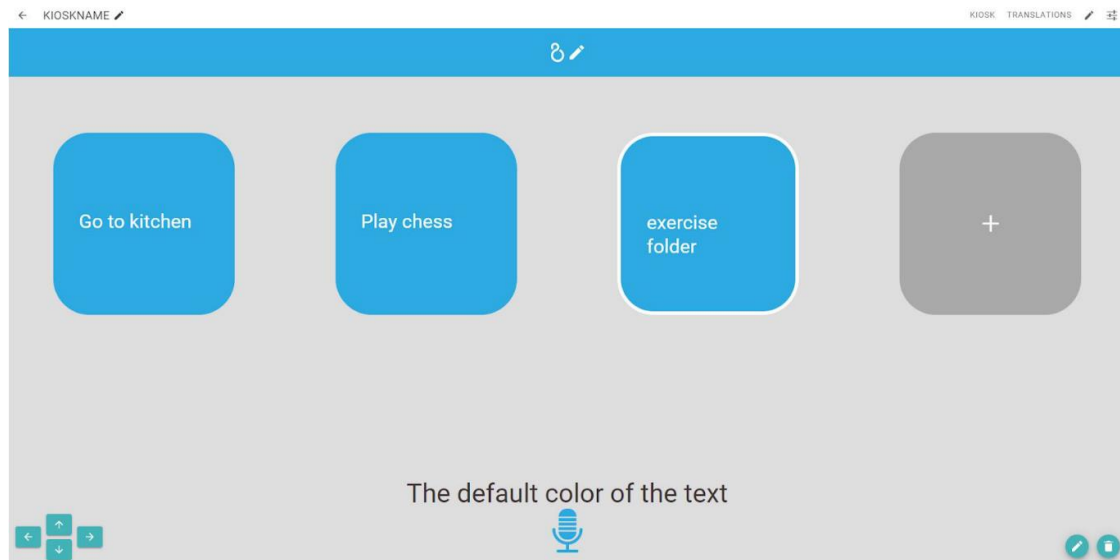 KIOSKNAME
KIOSK TRANSLATIONS
Go to kitchen
Play chess
exercise
folder
The default color of the text